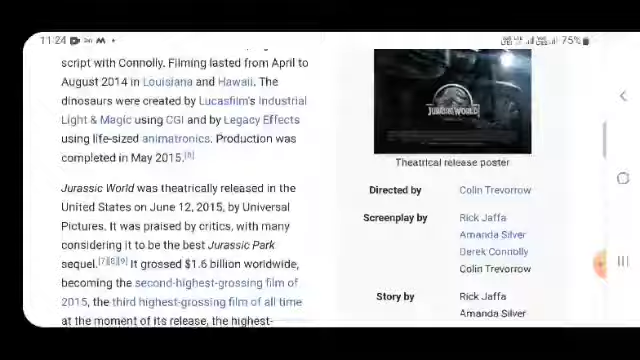 11:24
75%
script with Connolly. Filming lasted from April to
August 2014 in Louisiana and Hawaii. The
dinosaurs were created by Lucasfilm's Industrial
Light & Magic using CGI and by Legacy Effects
using life-sized animatronics. Production was
completed in May 2015.[6]
Jurassic World was theatrically released in the
United States on June 12, 2015, by Universal
Pictures. It was praised by critics, with many
considering it to be the best Jurassic Park
sequel.[7][8][9] It grossed $1.6 billion worldwide,
becoming the second-highest-grossing film of
2015, the third highest-grossing film of all time
at the moment of its release, the highest-
JURASSIC WORLD
Theatrical release poster
Directed by Colin Trevorrow
Screenplay by Rick Jaffa
Amanda Silver
Derek Connolly
Colin Trevorrow
Story by Rick Jaffa
Amanda Silver